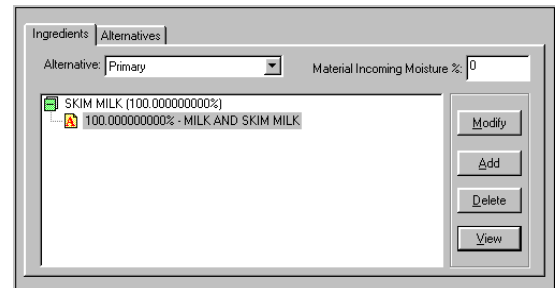 Ingredients Alternatives
Alternative: Primary Material Incoming Moisture %: 0
SKIM MILK (100.000000000%)
A 100.000000000% - MILK AND SKIM MILK
Modify
Add
Delete
View